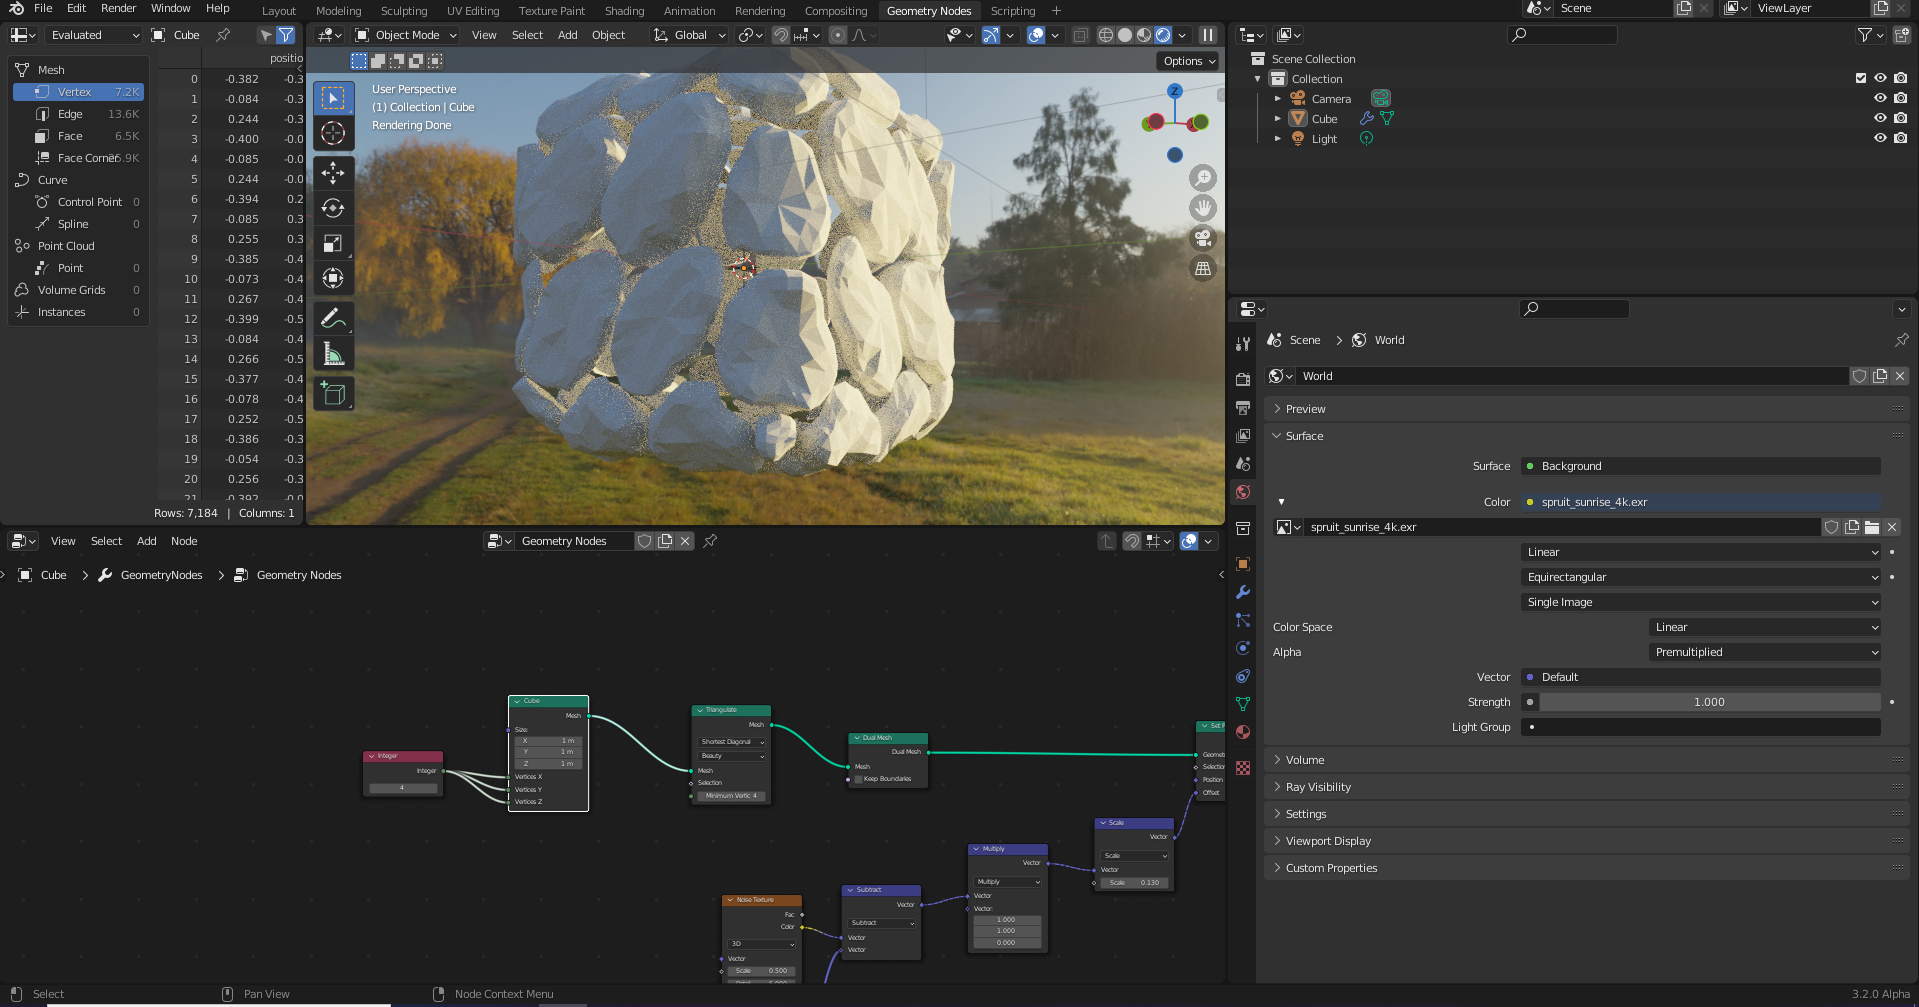 File Edit Render Window Help Layout Modeling Sculpting UV Editing Texture Paint Shading Animation Rendering Compositing Geometry Nodes Scripting + Scene ViewLayer
Evaluated Cube
positio
Mesh
Vertex 7.2K
Edge 13.6K
Face 6.5K
Face Corner 25.9K
Curve
Control Point 0
Spline 0
Point Cloud
Point 0
Volume Grids 0
Instances 0
0 -0.382 -0.3
1 -0.084 -0.3
2 0.244 -0.3
3 -0.400 -0.0
4 -0.085 -0.0
5 0.244 -0.0
6 -0.394 0.2
7 -0.085 0.3
8 0.255 0.3
9 -0.385 -0.4
10 -0.073 -0.4
11 0.267 -0.4
12 -0.399 -0.5
13 -0.084 -0.4
14 0.266 -0.5
15 -0.377 -0.4
16 -0.078 -0.4
17 0.252 -0.5
18 -0.386 -0.3
19 -0.054 -0.3
20 0.256 -0.3
21 -0.392 -0.3
Rows: 7,184 | Columns: 1
Object Mode View Select Add Object Global
Options
User Perspective
(1) Collection | Cube
Rendering Done
Z
Scene Collection
Collection
Camera
Cube
Light
Scene > World
World
Preview
Surface
Surface Background
Color spruit_sunrise_4k.exr
spruit_sunrise_4k.exr
Linear
Equirectangular
Single Image
Color Space Linear
Alpha Premultiplied
Vector Default
Strength 1.000
Light Group
Volume
Ray Visibility
Settings
Viewport Display
Custom Properties
View Select Add Node Geometry Nodes
Cube > GeometryNodes > Geometry Nodes
Integer
Integer
4
Cube
Mesh
Size:
X 1 m
Y 1 m
Z 1 m
Vertices X
Vertices Y
Vertices Z
Triangulate
Mesh
Shortest Diagonal
Beauty
Mesh
Selection
Minimum Vertic 4
Dual Mesh
Dual Mesh
Mesh
Keep Boundaries
Set P
Geomet
Selectio
Position
Offset
Scale
Vector
Scale
Vector
Scale 0.130
Multiply
Vector
Multiply
Vector
Vector:
1.000
1.000
0.000
Subtract
Vector
Subtract
Vector
Vector
Noise Texture
Fac
Color
3D
Vector
Scale 0.500
Select Pan View Node Context Menu 3.2.0 Alpha